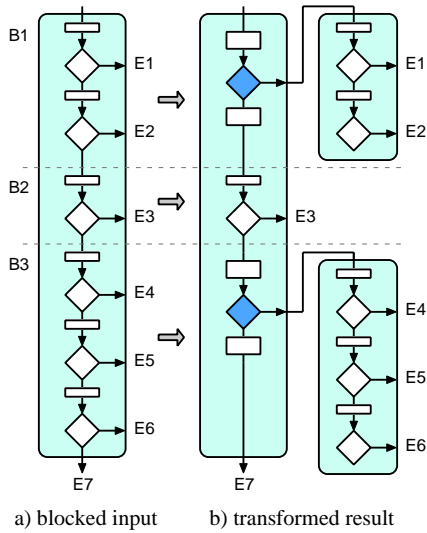 B1
E1
E1
E2
E2
B2
E3
E3
B3
E4
E4
E5
E5
E6
E6
E7
E7
a) blocked input
b) transformed result